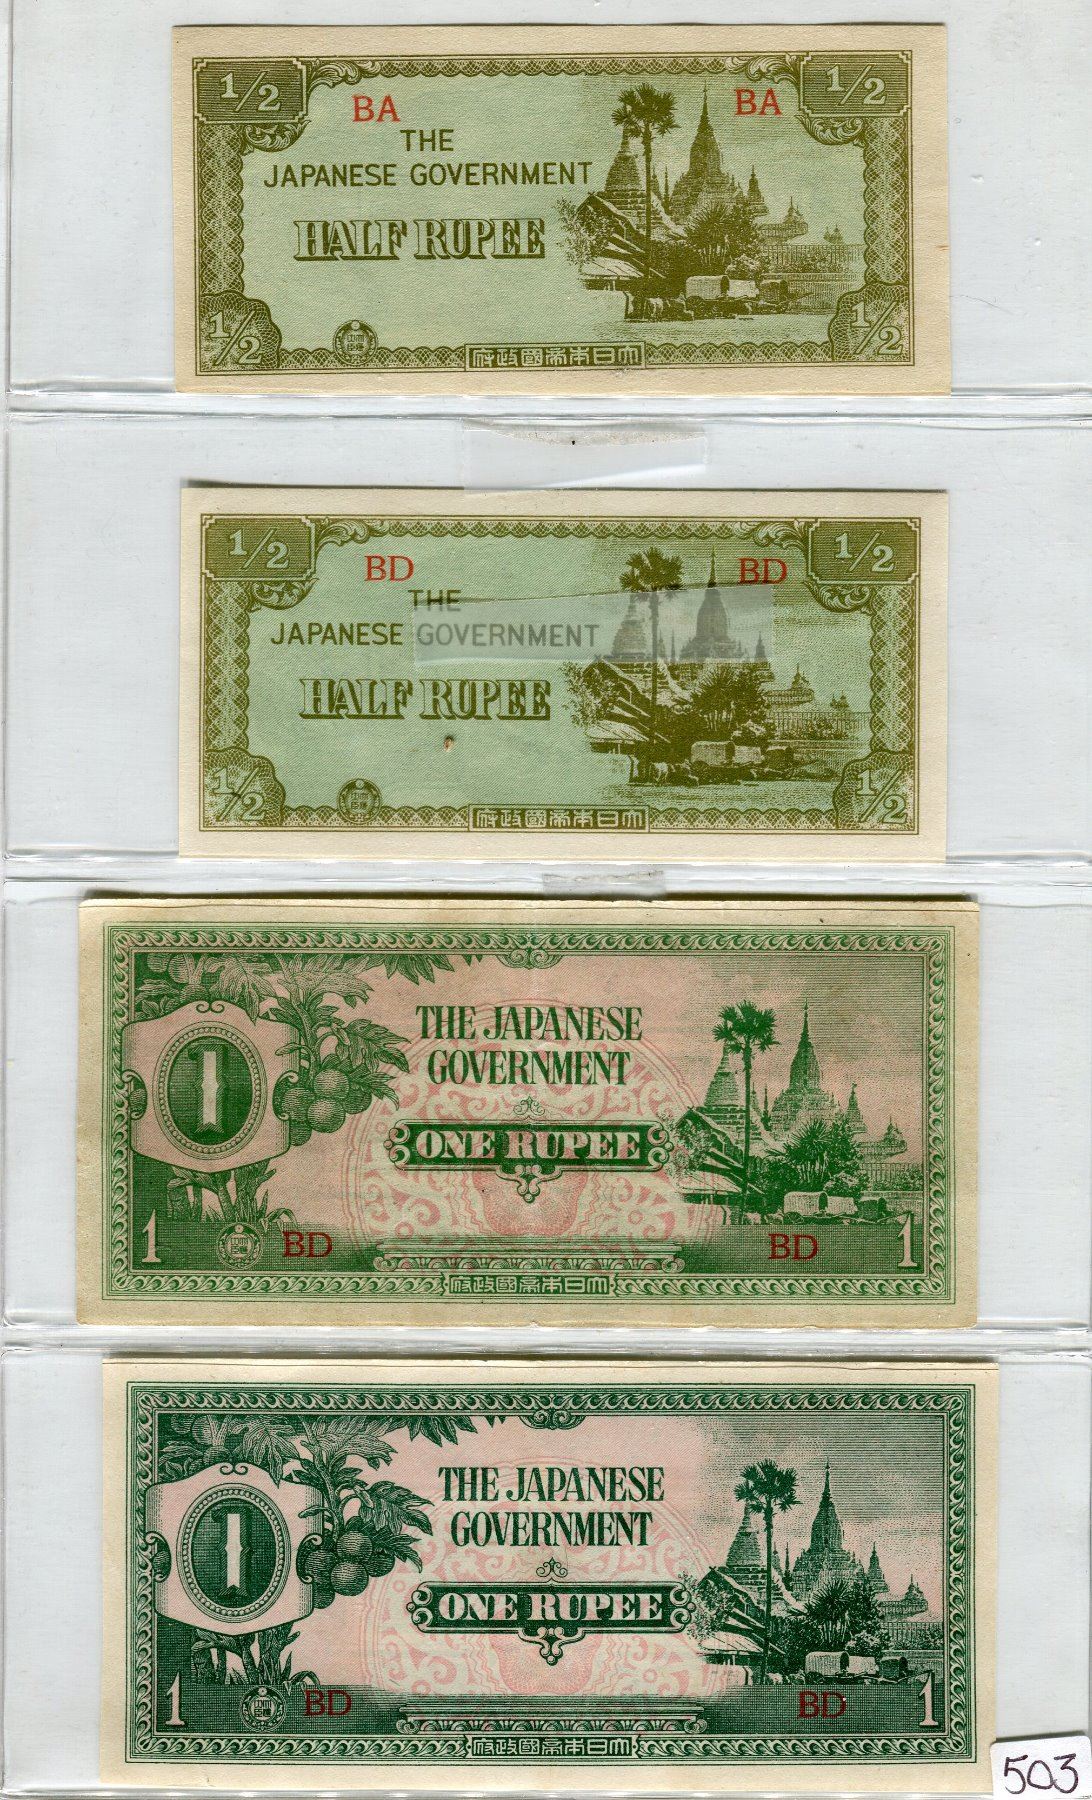 1/2 1/2
BA BA
THE
JAPANESE GOVERNMENT
HALF RUPEE
1/2 1/2
府政國帝本日大
1/2 1/2
BD BD
THE
JAPANESE GOVERNMENT
HALF RUPEE
1/2 1/2
府政國帝本日大
THE JAPANESE
GOVERNMENT
1
ONE RUPEE
1 BD BD 1
府政國帝本日大
THE JAPANESE
GOVERNMENT
1
ONE RUPEE
1 BD BD 1
府政國帝本日大
503